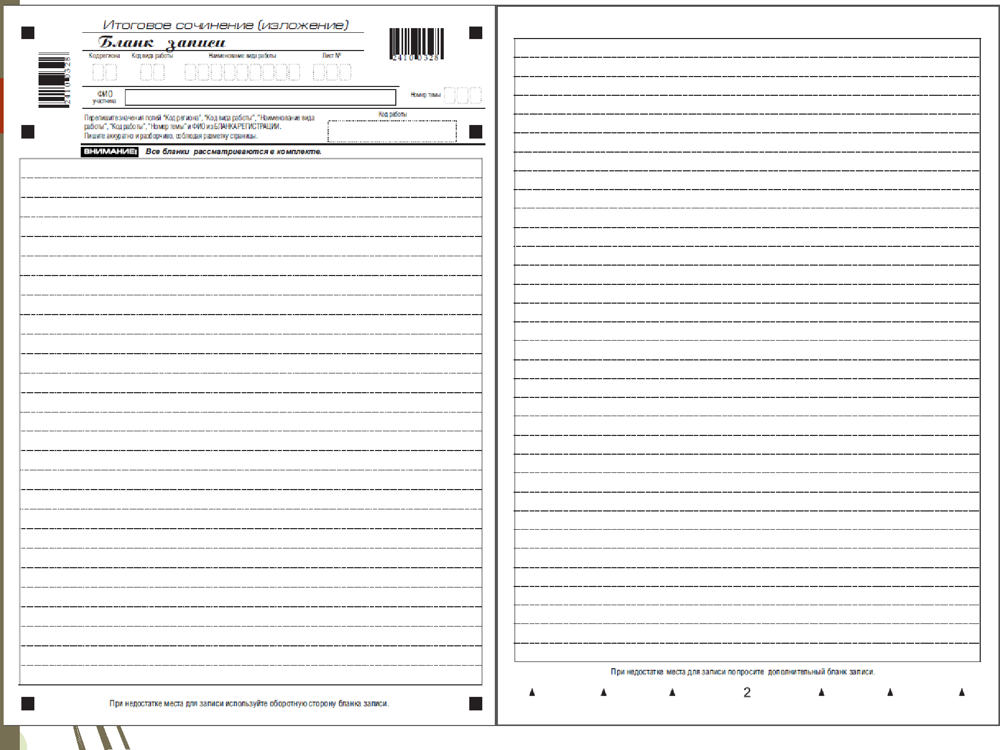 Итоговое сочинение (изложение)
Бланк записи
2410 0328
2410 0328
Код региона Код вида работы Наименование вида работы Лист №
ФИО
участника
Номер темы
Перепишите значения полей "Код региона", "Код вида работы", "Наименование вида
работы", "Код работы", "Номер темы" и ФИО из БЛАНКА РЕГИСТРАЦИИ.
Пишите аккуратно и разборчиво, соблюдая разметку страницы.
Код работы
ВНИМАНИЕ! Все бланки рассматриваются в комплекте.
При недостатке места для записи используйте оборотную сторону бланка записи.
При недостатке места для записи попросите дополнительный бланк записи.
2